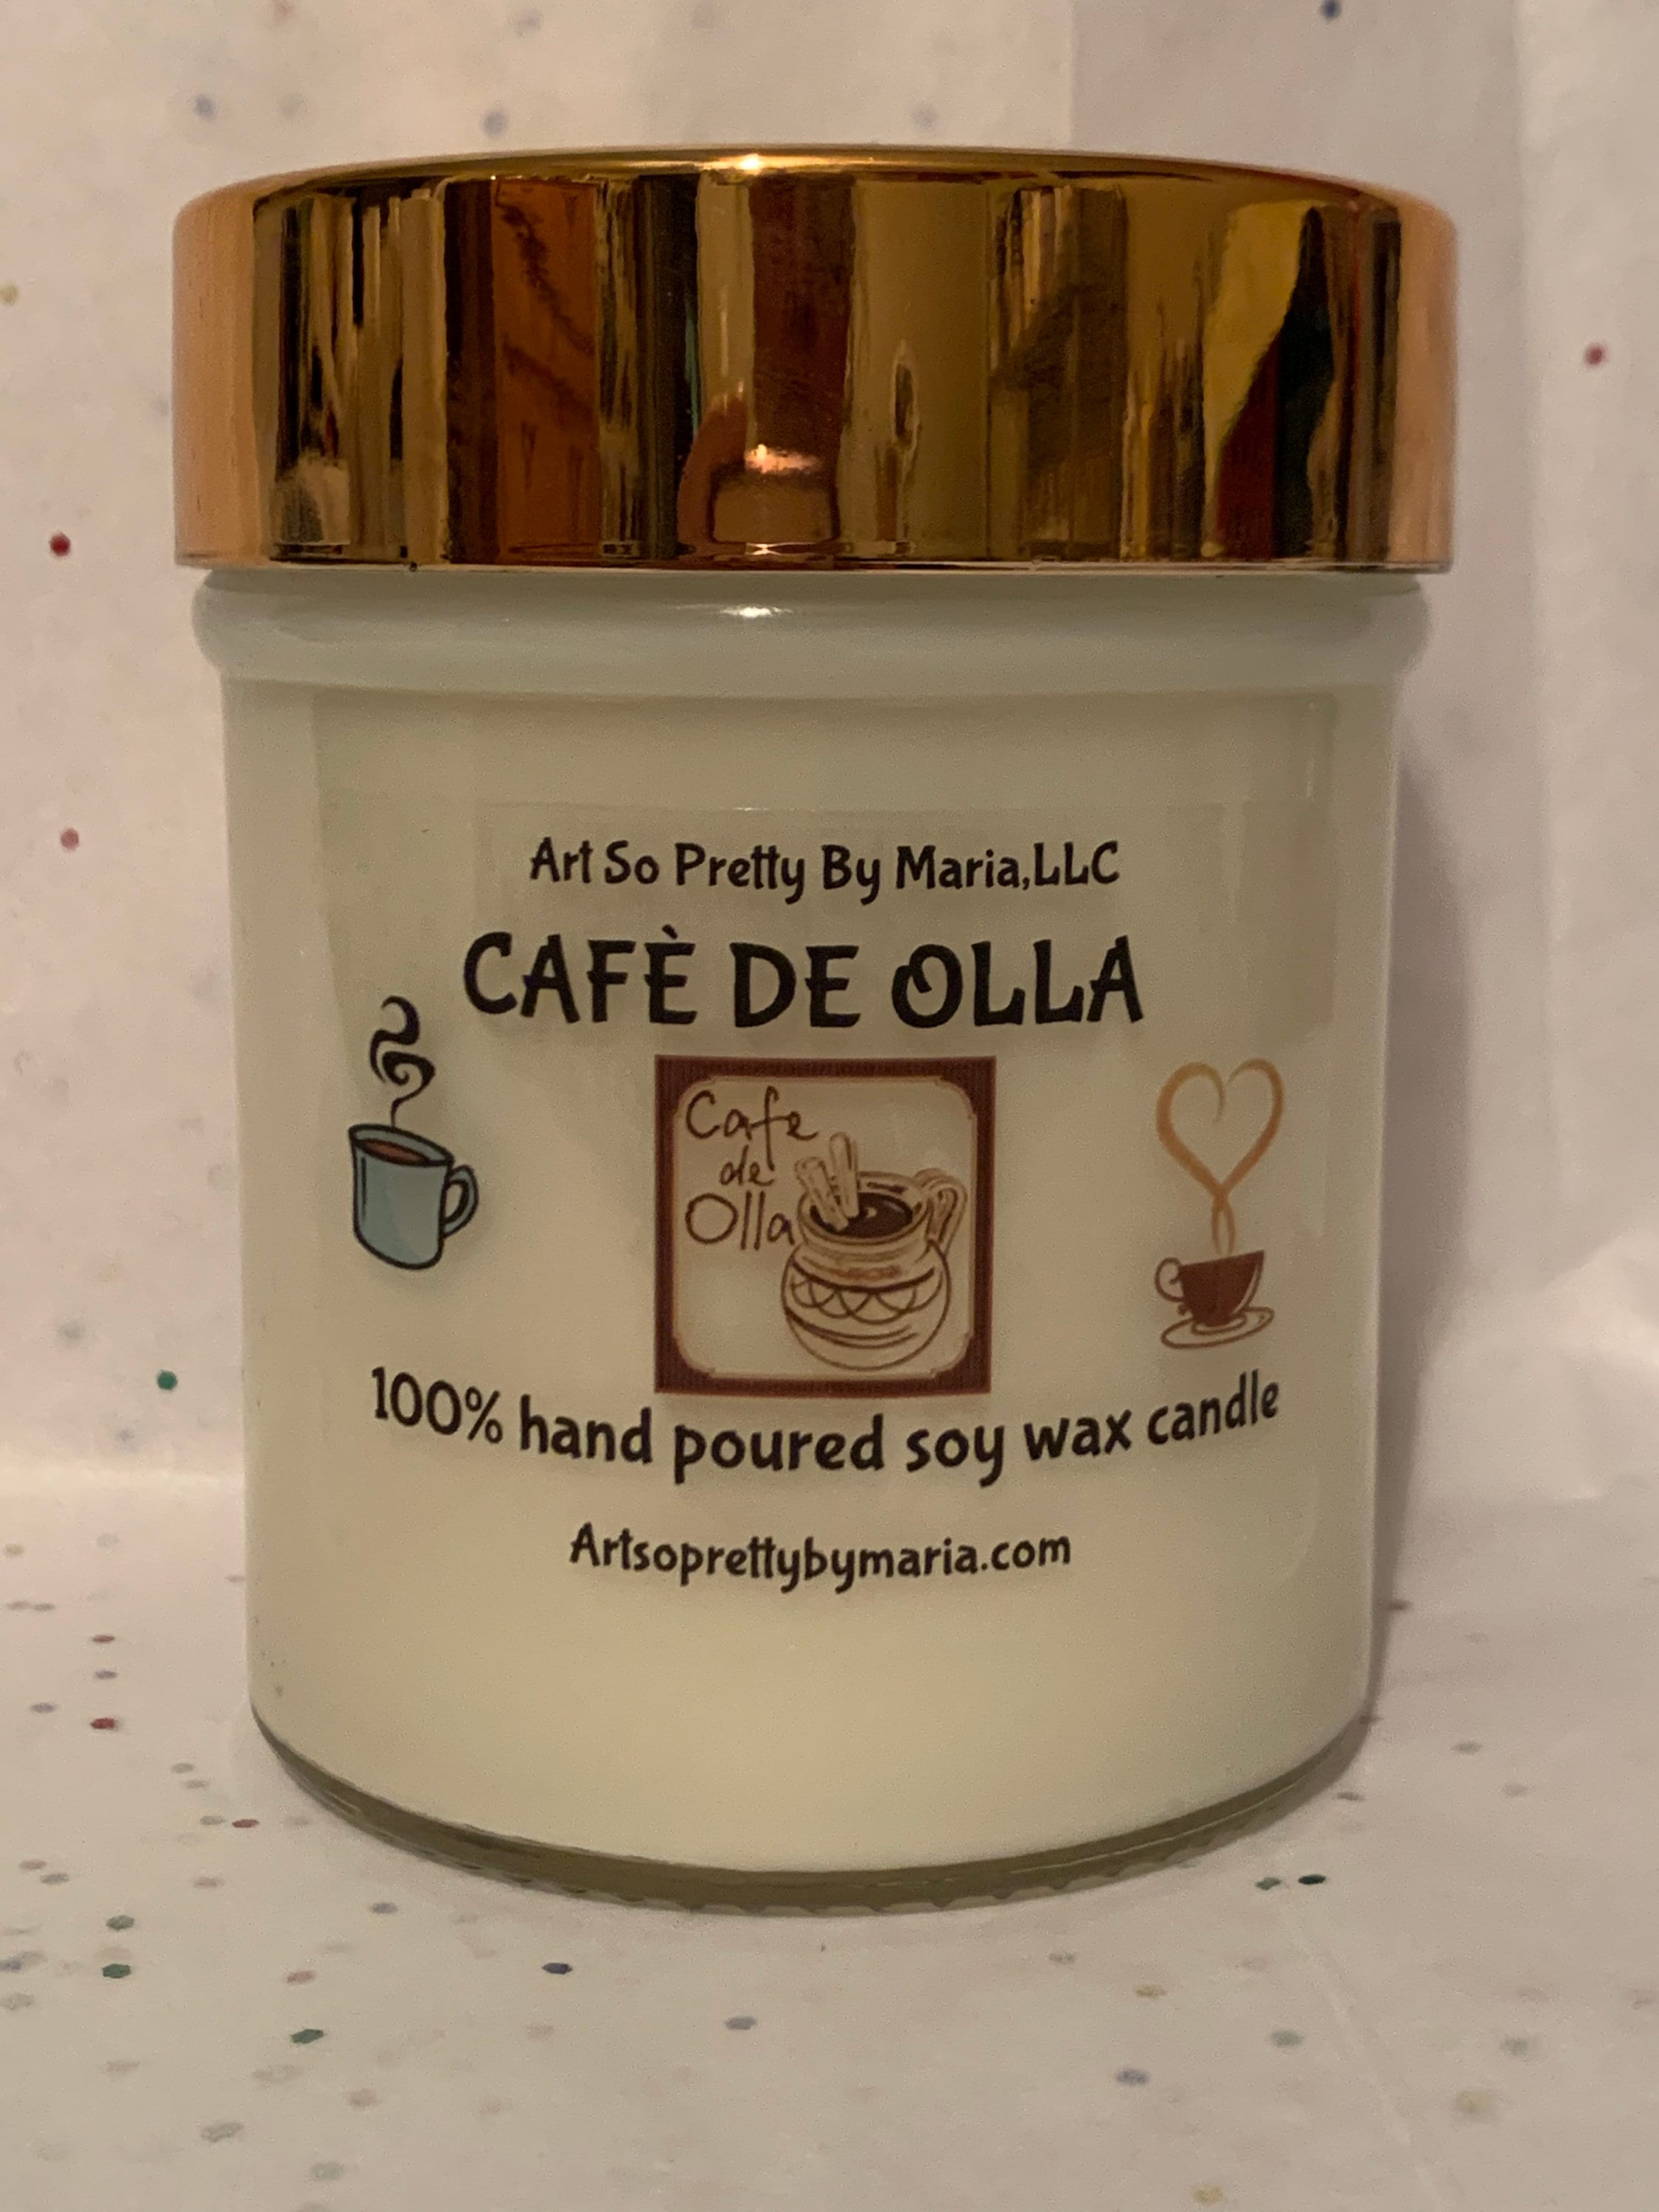 Art So Pretty By Maria,LLC
CAFÈ DE OLLA
Cafe
de
Olla
100% hand poured soy wax candle
Artsoprettybymaria.com